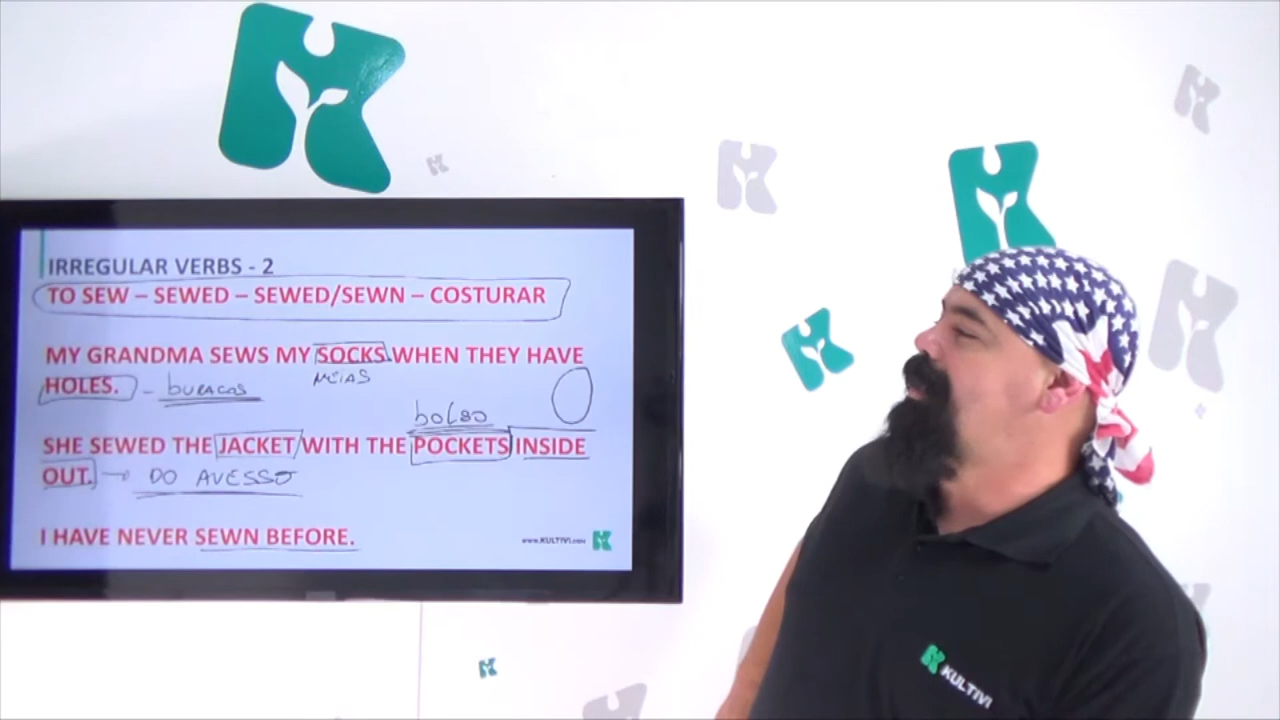 IRREGULAR VERBS - 2
TO SEW – SEWED – SEWED/SEWN – COSTURAR
MY GRANDMA SEWS MY SOCKS WHEN THEY HAVE
HOLES. - buracos MEIAS
bolso
SHE SEWED THE JACKET WITH THE POCKETS INSIDE
OUT. → DO AVESSO
I HAVE NEVER SEWN BEFORE.
www.KULTIVI.com
KULTIVI